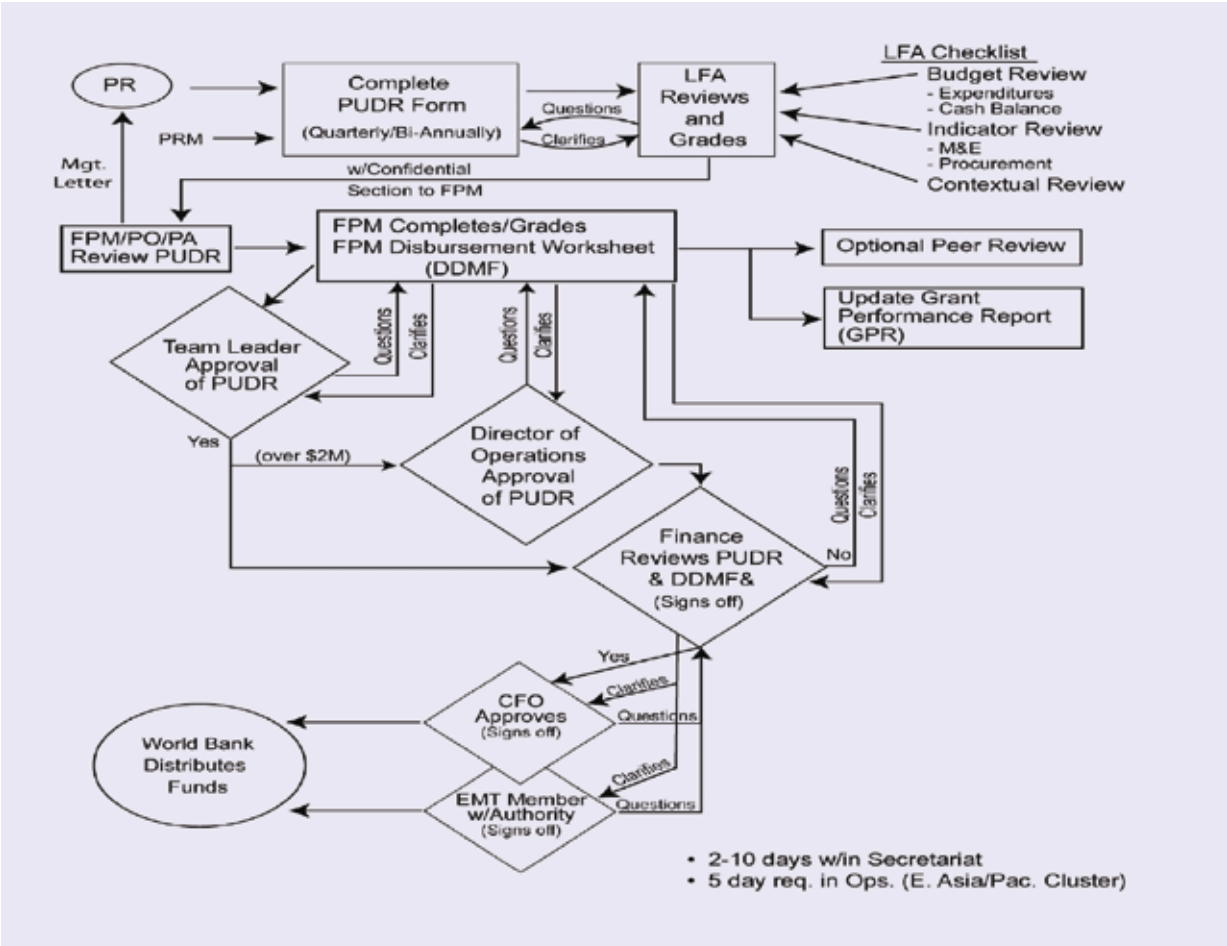 LFA Checklist
PR
Complete
PUDR Form
(Quarterly/Bi-Annually)
LFA
Reviews
and
Grades
Budget Review
- Expenditures
- Cash Balance
Indicator Review
- M&E
- Procurement
Contextual Review
Questions
Clarifies
PRM
Mgt.
Letter
w/Confidential
Section to FPM
FPM/PO/PA
Review PUDR
FPM Completes/Grades
FPM Disbursement Worksheet
(DDMF)
Optional Peer Review
Update Grant
Performance Report
(GPR)
Team Leader
Approval
of PUDR
Questions
Clarifies
Questions
Clarifies
Yes
(over $2M)
Director of
Operations
Approval
of PUDR
Questions
Clarifies
Finance
Reviews PUDR
& DDMF&
(Signs off)
No
Yes
Clarifies
CFO
Approves
(Signs off)
Questions
World Bank
Distributes
Funds
Clarifies
EMT Member
w/Authority
(Signs off)
Questions
• 2-10 days w/in Secretariat
• 5 day req. in Ops. (E. Asia/Pac. Cluster)